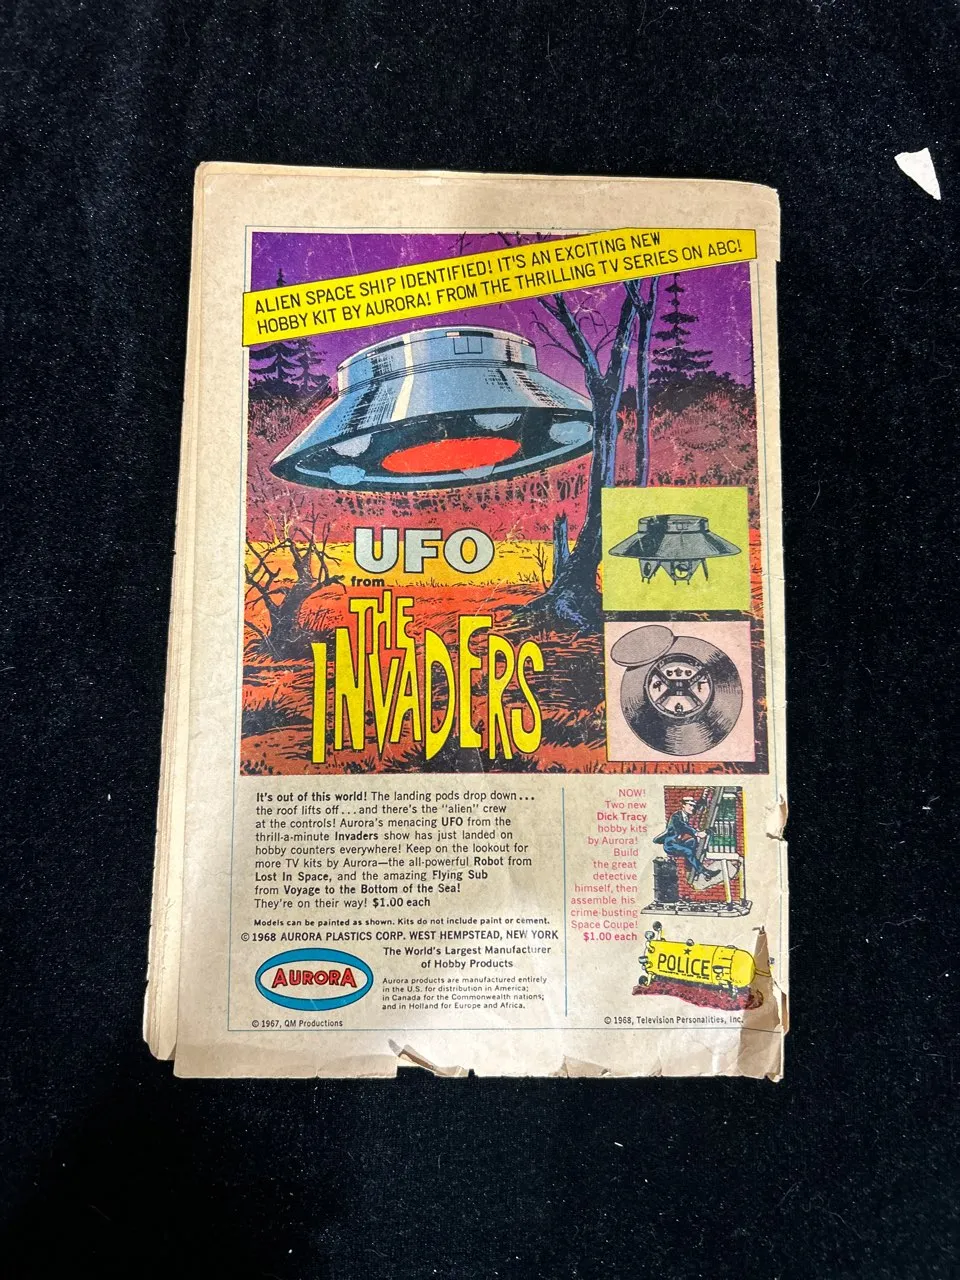 ALIEN SPACE SHIP IDENTIFIED! IT'S AN EXCITING NEW
HOBBY KIT BY AURORA! FROM THE THRILLING TV SERIES ON ABC!
UFO
from
THE
INVADERS
It's out of this world! The landing pods drop down...
the roof lifts off...and there's the "alien" crew
at the controls! Aurora's menacing UFO from the
thrill-a-minute Invaders show has just landed on
hobby counters everywhere! Keep on the lookout for
more TV kits by Aurora—the all-powerful Robot from
Lost In Space, and the amazing Flying Sub
from Voyage to the Bottom of the Sea!
They're on their way! $1.00 each
Models can be painted as shown. Kits do not include paint or cement.
© 1968 AURORA PLASTICS CORP. WEST HEMPSTEAD, NEW YORK
AURORA
The World's Largest Manufacturer
of Hobby Products
Aurora products are manufactured entirely
in the U.S. for distribution in America;
in Canada for the Commonwealth nations;
and in Holland for Europe and Africa.
© 1967, QM Productions
NOW!
Two new
Dick Tracy
hobby kits
by Aurora!
Build
the great
detective
himself, then
assemble his
crime-busting
Space Coupe!
$1.00 each
POLICE
© 1968, Television Personalities, Inc.